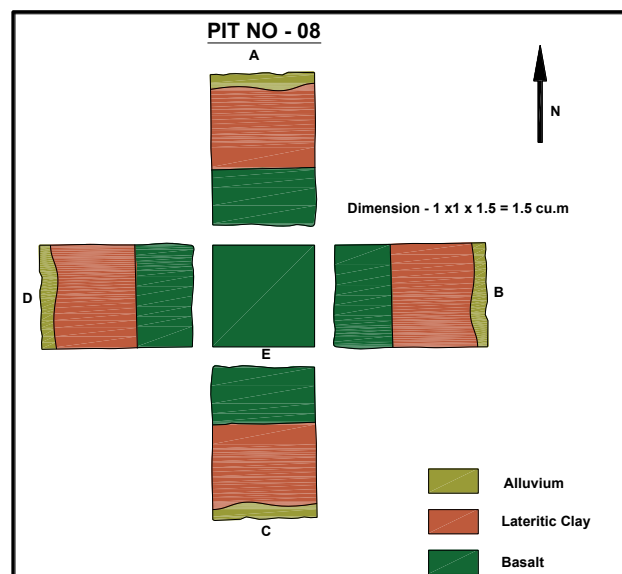 PIT NO - 08
A
N
Dimension - 1 x1 x 1.5 = 1.5 cu.m
D
B
E
C
Alluvium
Lateritic Clay
Basalt